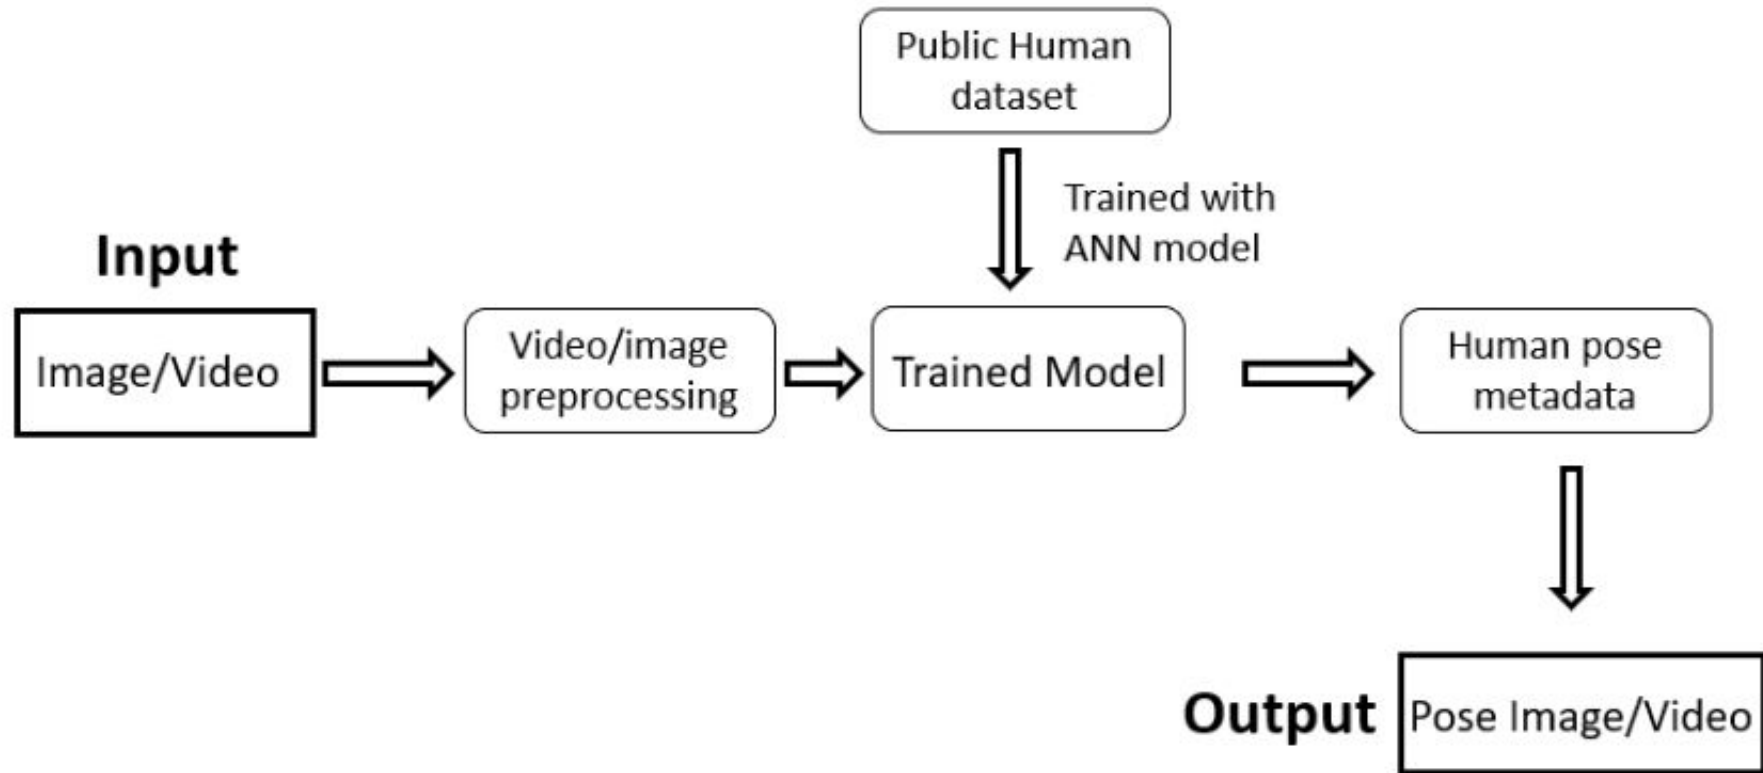 Public Human
dataset
Trained with
ANN model
Input
Image/Video
Video/image
preprocessing
Trained Model
Human pose
metadata
Output
Pose Image/Video